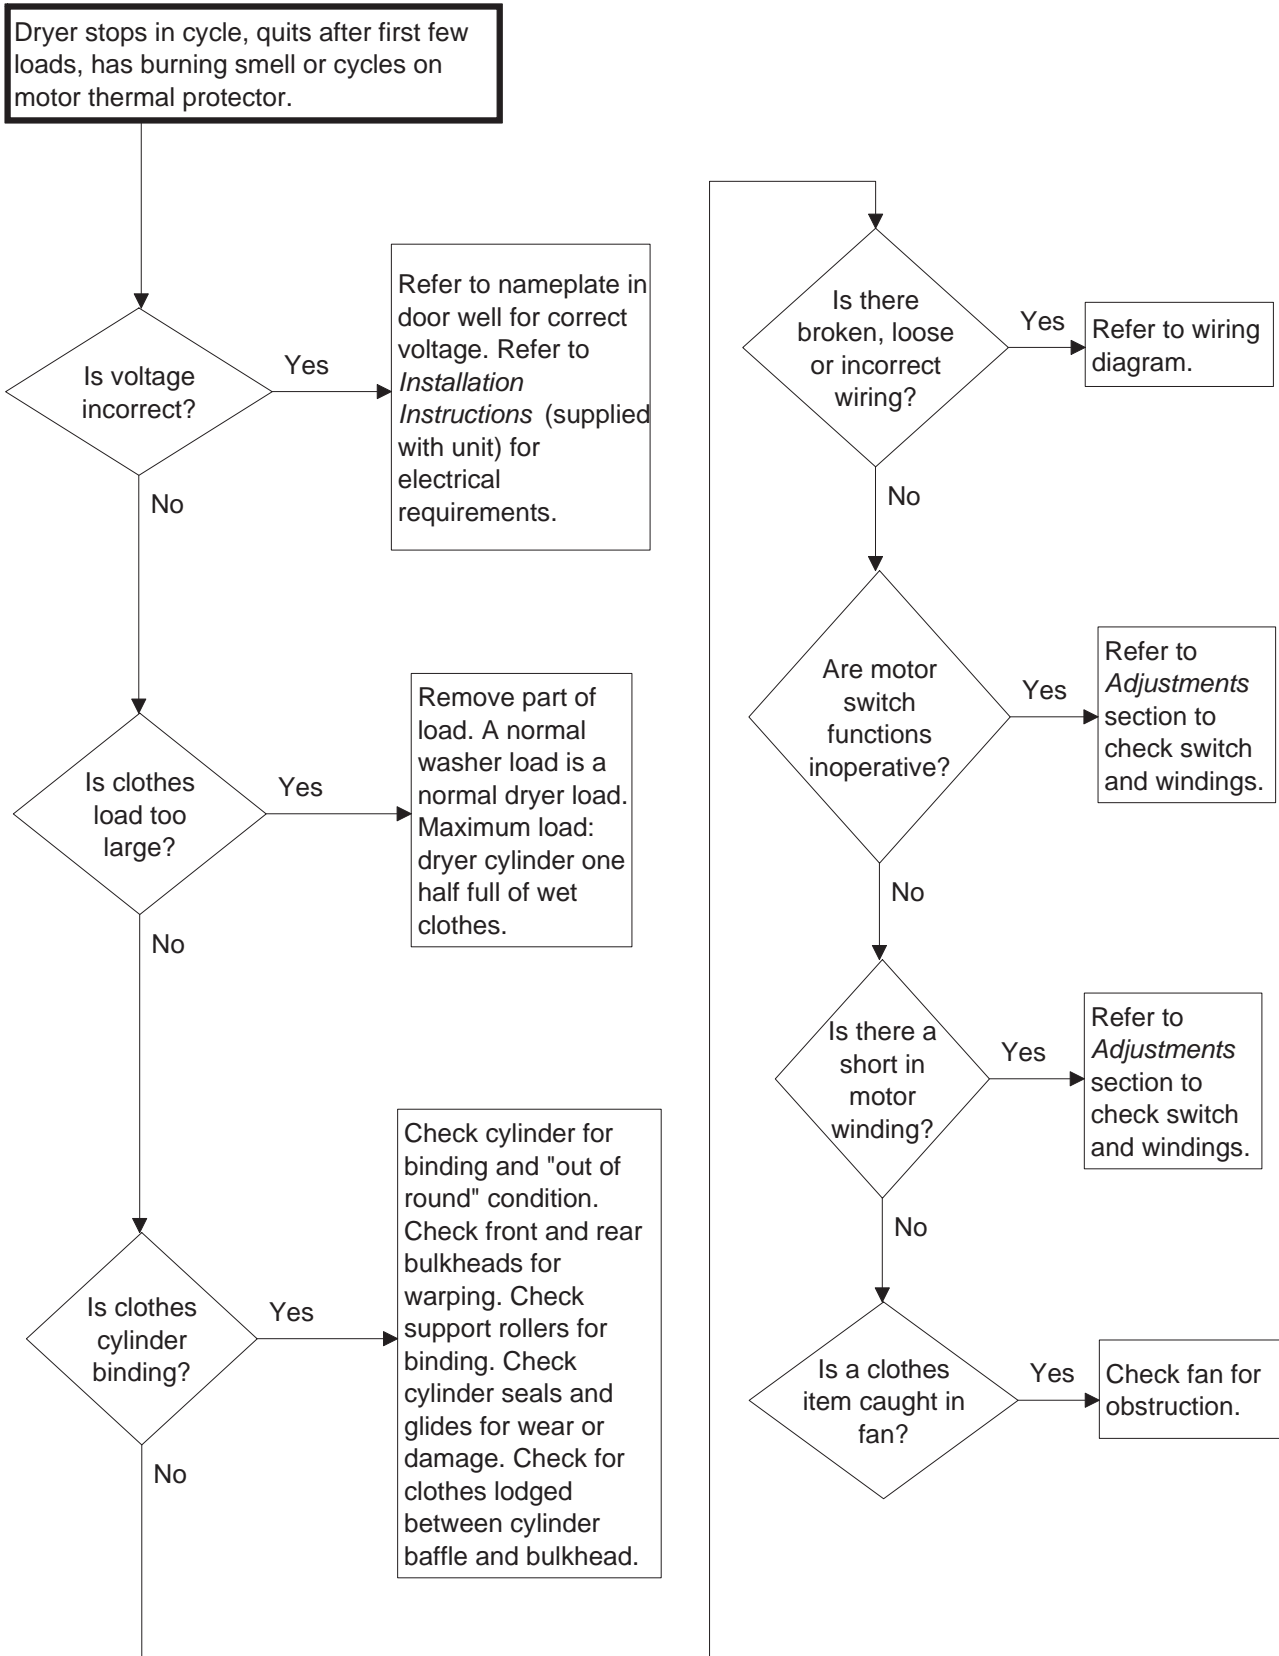 Dryer stops in cycle, quits after first few
loads, has burning smell or cycles on
motor thermal protector.
Is voltage
incorrect?
Yes
Refer to nameplate in
door well for correct
voltage. Refer to
Installation
Instructions (supplied
with unit) for
electrical
requirements.
No
Is clothes
load too
large?
Yes
Remove part of
load. A normal
washer load is a
normal dryer load.
Maximum load:
dryer cylinder one
half full of wet
clothes.
No
Is clothes
cylinder
binding?
Yes
Check cylinder for
binding and "out of
round" condition.
Check front and rear
bulkheads for
warping. Check
support rollers for
binding. Check
cylinder seals and
glides for wear or
damage. Check for
clothes lodged
between cylinder
baffle and bulkhead.
No
Is there
broken, loose
or incorrect
wiring?
Yes
Refer to wiring
diagram.
No
Are motor
switch
functions
inoperative?
Yes
Refer to
Adjustments
section to
check switch
and windings.
No
Is there a
short in
motor
winding?
Yes
Refer to
Adjustments
section to
check switch
and windings.
No
Is a clothes
item caught in
fan?
Yes
Check fan for
obstruction.